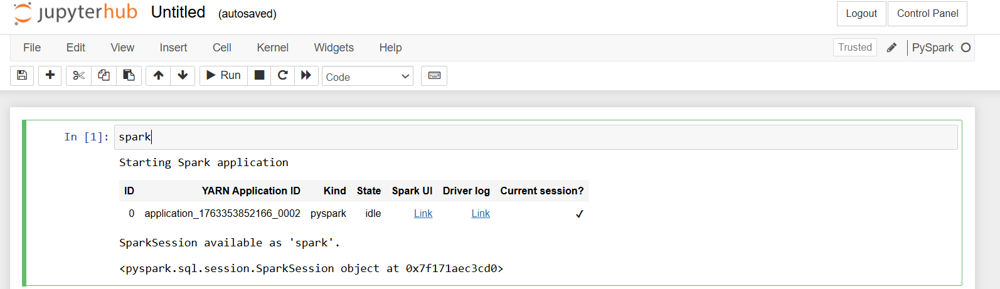 jupyterhub Untitled (autosaved) Logout Control Panel
File Edit View Insert Cell Kernel Widgets Help Trusted PySpark
Run Code
In [1]: spark
Starting Spark application
ID YARN Application ID Kind State Spark UI Driver log Current session?
0 application_1763353852166_0002 pyspark idle Link Link ✓
SparkSession available as 'spark'.
<pyspark.sql.session.SparkSession object at 0x7f171aec3cd0>